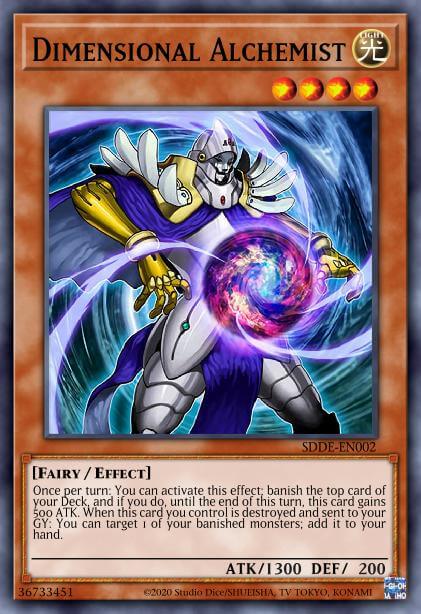 DIMENSIONAL ALCHEMIST
LIGHT
光
SDDE-EN002
[FAIRY / EFFECT]
Once per turn: You can activate this effect; banish the top card
of your Deck, and if you do, until the end of this turn, this card gains
500 ATK. When this card you control is destroyed and sent to your
GY: You can target 1 of your banished monsters; add it to your
hand.
ATK/1300 DEF/ 200
36733451
©2020 Studio Dice/SHUEISHA, TV TOKYO, KONAMI